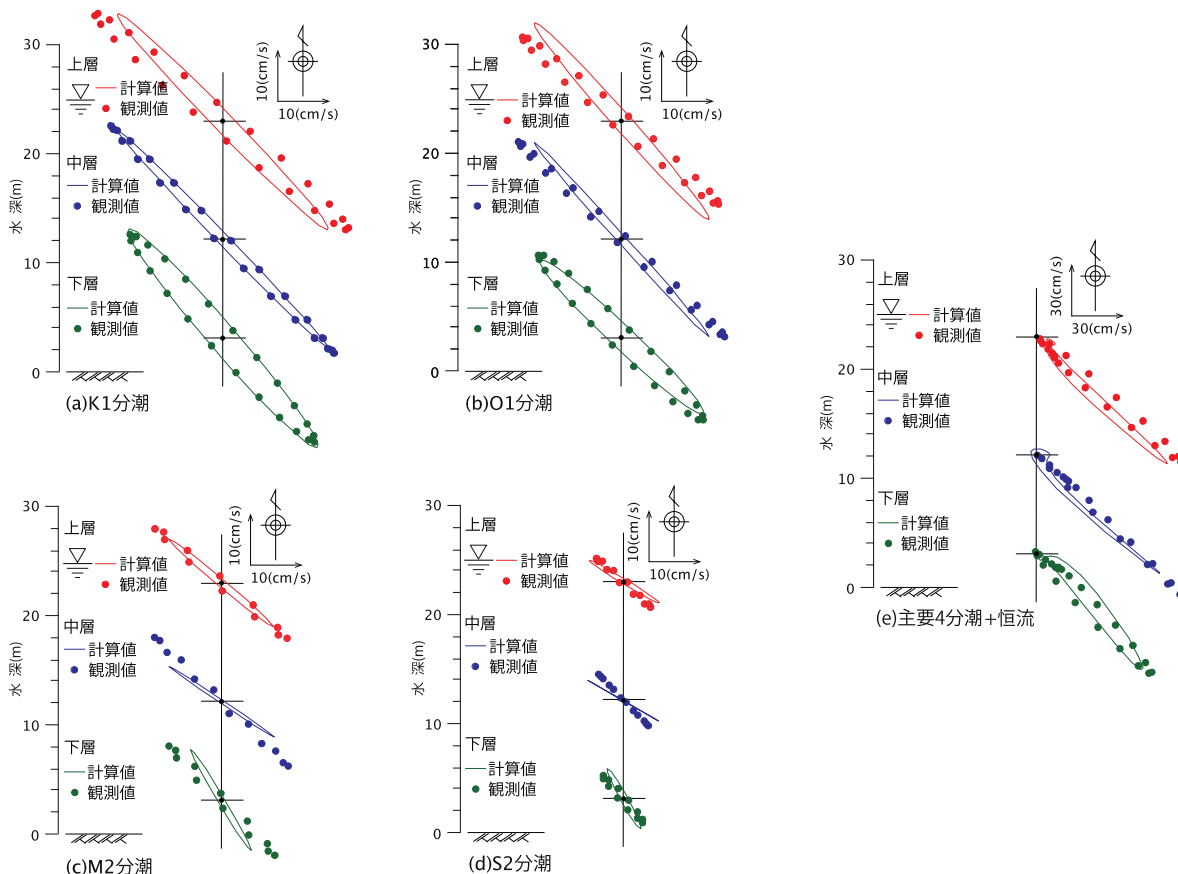 30
20
10
0
水 深(m)
上層
計算値
観測値
中層
計算値
観測値
下層
計算値
観測値
10(cm/s)
10(cm/s)
(a)K1分潮
30
20
10
0
水 深(m)
上層
計算値
観測値
中層
計算値
観測値
下層
計算値
観測値
10(cm/s)
10(cm/s)
(b)O1分潮
30
20
10
0
水 深(m)
上層
計算値
観測値
中層
計算値
観測値
下層
計算値
観測値
10(cm/s)
10(cm/s)
(c)M2分潮
30
20
10
0
水 深(m)
上層
計算値
観測値
中層
計算値
観測値
下層
計算値
観測値
10(cm/s)
10(cm/s)
(d)S2分潮
30
20
10
0
水 深(m)
上層
計算値
観測値
中層
計算値
観測値
下層
計算値
観測値
30(cm/s)
30(cm/s)
(e)主要4分潮+恒流